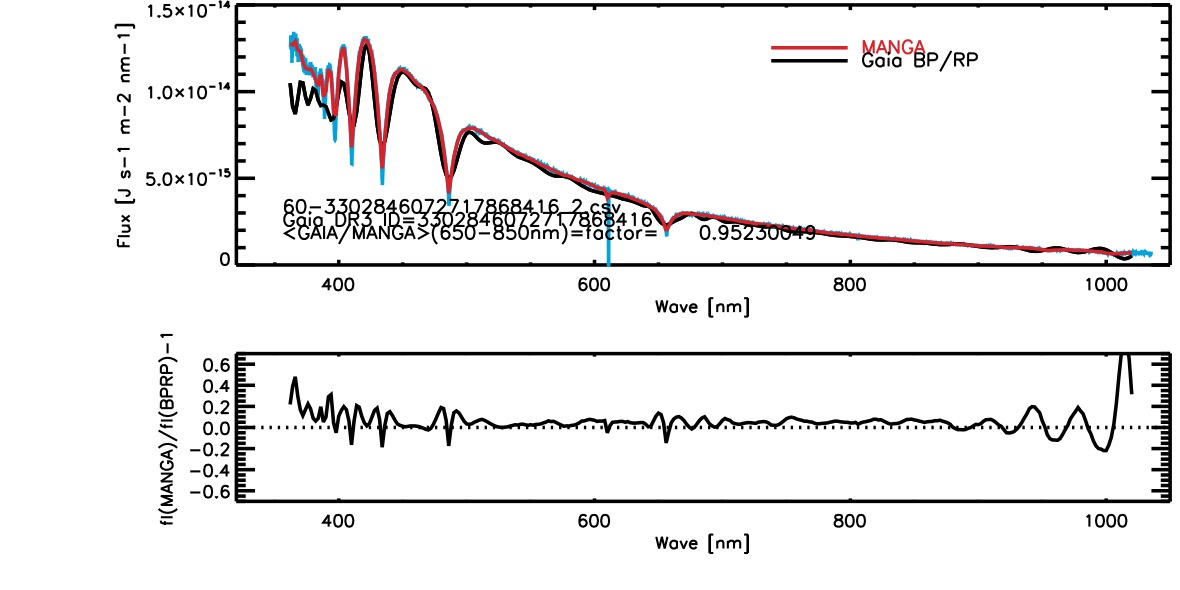 1.5×10−14
1.0×10−14
5.0×10−15
0
Flux [J s−1 m−2 nm−1]
MANGA
Gaia BP/RP
60−3302846072717868416_2.csv
Gaia DR3 ID=3302846072717868416
<GAIA/MANGA>(650−850nm)=factor= 0.95230049
400 600 800 1000
Wave [nm]
0.6
0.4
0.2
0.0
−0.2
−0.4
−0.6
fl(MANGA)/fl(BPRP)−1
400 600 800 1000
Wave [nm]